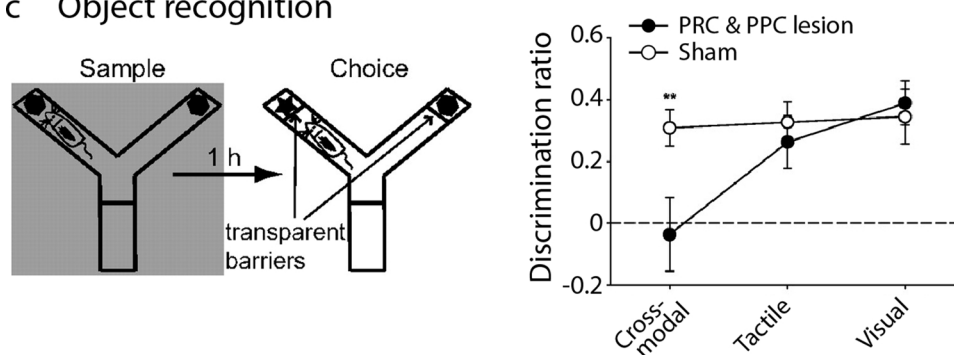 c Object recognition
Sample
Choice
1 h
transparent
barriers
PRC & PPC lesion
Sham
Discrimination ratio
0.6
0.4
0.2
0
-0.2
**
Cross-
modal
Tactile
Visual